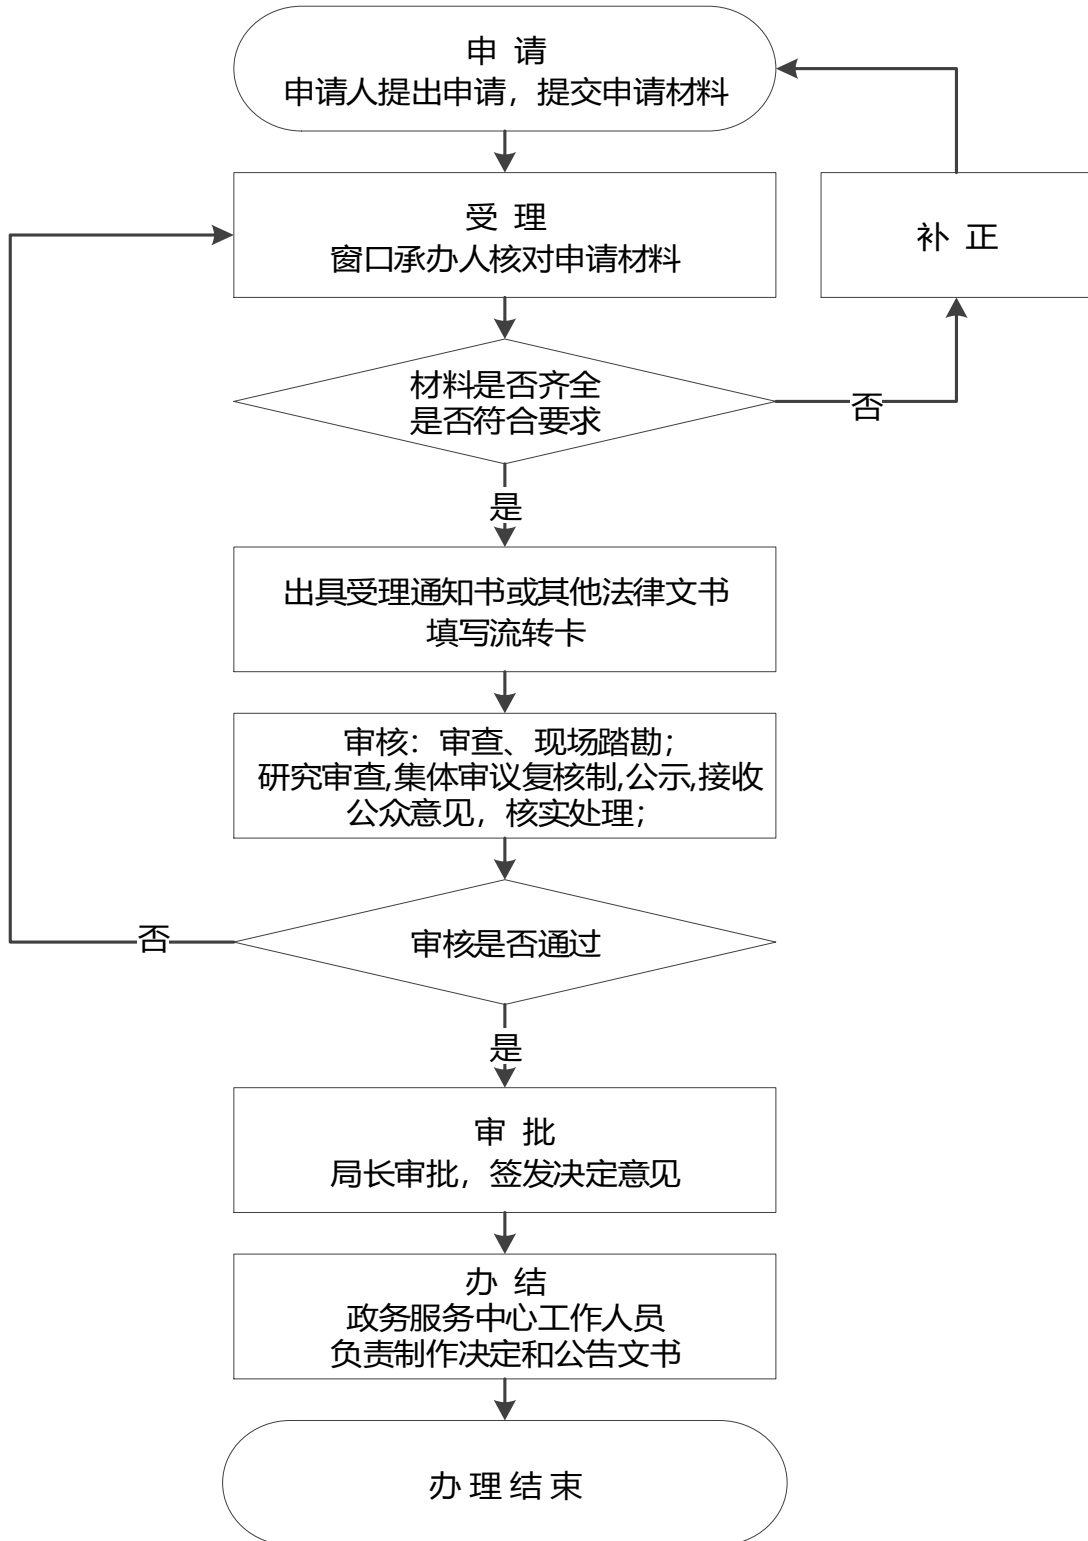 申 请
申请人提出申请，提交申请材料
受 理
窗口承办人核对申请材料
补 正
材料是否齐全
是否符合要求
否
是
出具受理通知书或其他法律文书
填写流转卡
审核：审查、现场踏勘；
研究审查,集体审议复核制,公示,接收
公众意见，核实处理；
否
审核是否通过
是
审 批
局长审批，签发决定意见
办 结
政务服务中心工作人员
负责制作决定和公告文书
办 理 结 束